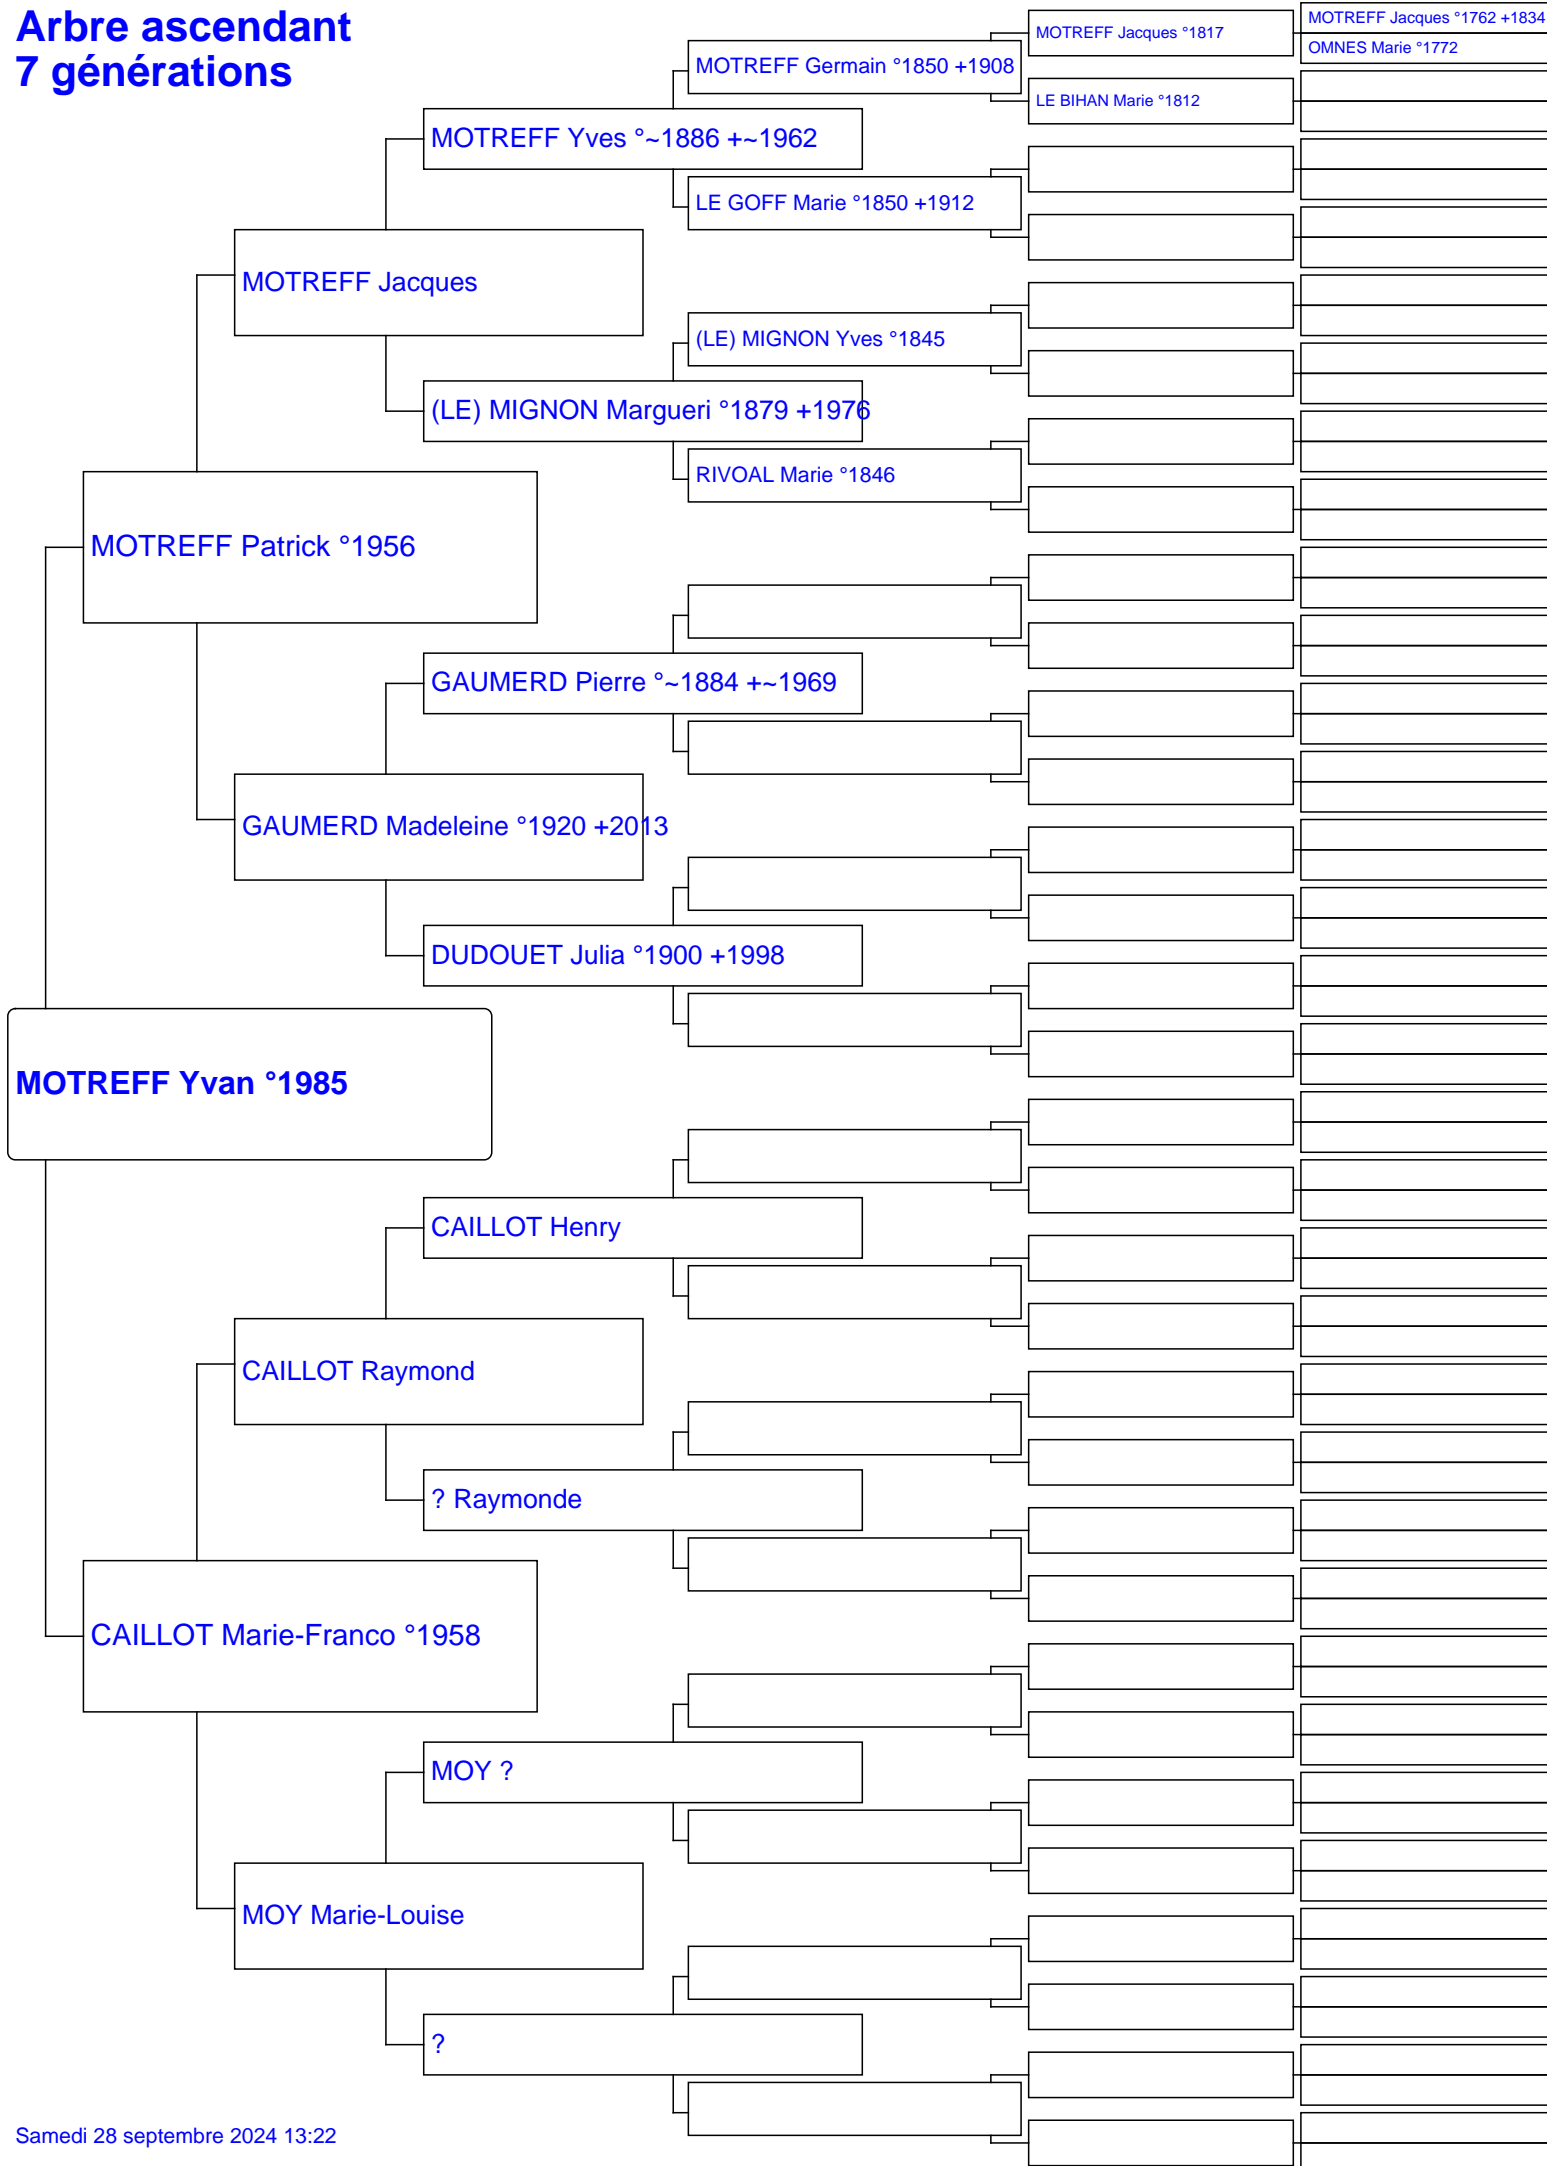 Arbre ascendant
7 générations
MOTREFF Jacques °1762 +1834
OMNES Marie °1772
MOTREFF Jacques °1817
LE BIHAN Marie °1812
MOTREFF Germain °1850 +1908
MOTREFF Yves °~1886 +~1962
LE GOFF Marie °1850 +1912
MOTREFF Jacques
(LE) MIGNON Yves °1845
(LE) MIGNON Margueri °1879 +1976
RIVOAL Marie °1846
MOTREFF Patrick °1956
GAUMERD Pierre °~1884 +~1969
GAUMERD Madeleine °1920 +2013
DUDOUET Julia °1900 +1998
MOTREFF Yvan °1985
CAILLOT Henry
CAILLOT Raymond
? Raymonde
CAILLOT Marie-Franco °1958
MOY ?
MOY Marie-Louise
?
Samedi 28 septembre 2024 13:22